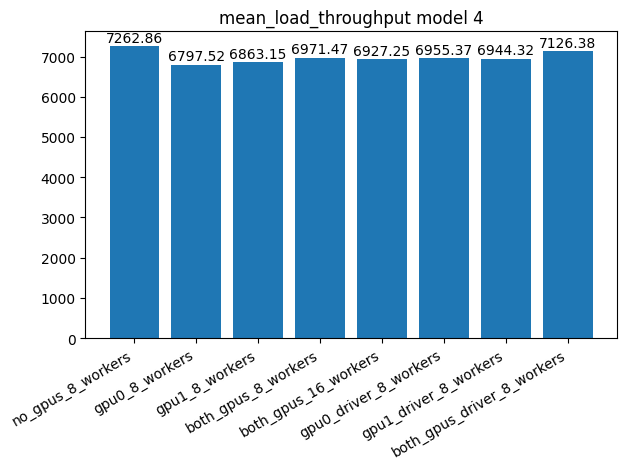 mean_load_throughput model 4
7262.86
6797.52
6863.15
6971.47
6927.25
6955.37
6944.32
7126.38
7000
6000
5000
4000
3000
2000
1000
0
no_gpus_8_workers
gpu0_8_workers
gpu1_8_workers
both_gpus_8_workers
both_gpus_16_workers
gpu0_driver_8_workers
gpu1_driver_8_workers
both_gpus_driver_8_workers